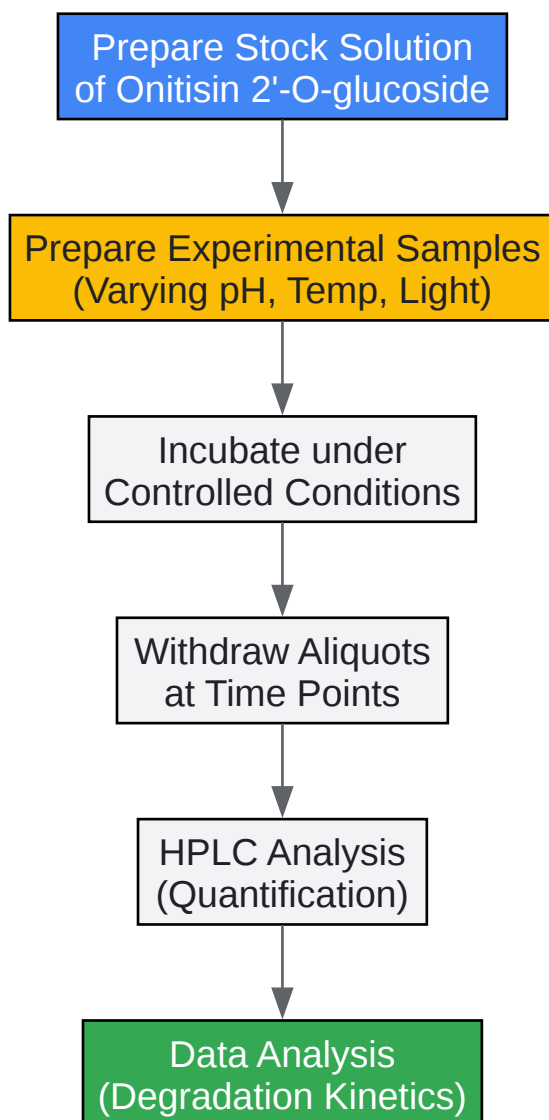 Prepare Stock Solution
of Onitisin 2'-O-glucoside
Prepare Experimental Samples
(Varying pH, Temp, Light)
Incubate under
Controlled Conditions
Withdraw Aliquots
at Time Points
HPLC Analysis
(Quantification)
Data Analysis
(Degradation Kinetics)